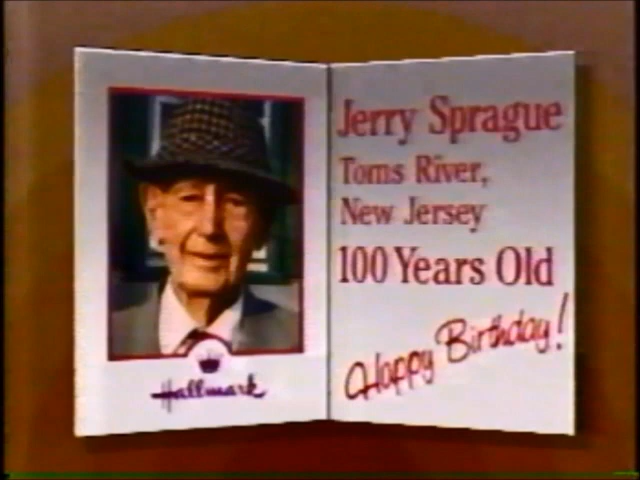 Jerry Sprague
Toms River,
New Jersey
100 Years Old
Happy Birthday!
Hallmark